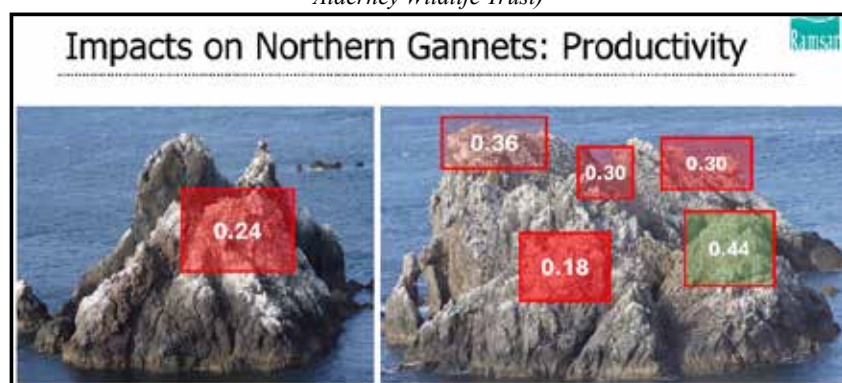 Alderney Wildlife Trust)
Impacts on Northern Gannets: Productivity
Ramsar
0.36
0.30
0.30
0.24
0.18
0.44